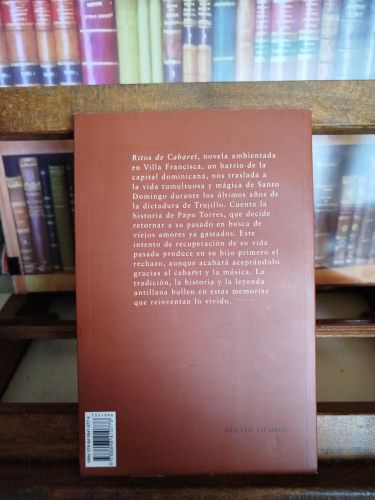 Ritos de Cabaret, novela ambientada
en Villa Francisca, un barrio de la
capital dominicana, nos traslada a
la vida tumultuosa y mágica de Santo
Domingo durante los últimos años de
la dictadura de Trujillo. Cuenta la
historia de Papo Torres, que decide
retornar a su pasado en busca de
viejos amores ya gastados. Este
intento de recuperación de su vida
pasada produce en su hijo primero el
rechazo, aunque acabará aceptándolo
gracias al cabaret y la música. La
tradición, la historia y la leyenda
antillana bullen en estas memorias
que reinventan lo vivido.
NUEVOS TIEMPOS